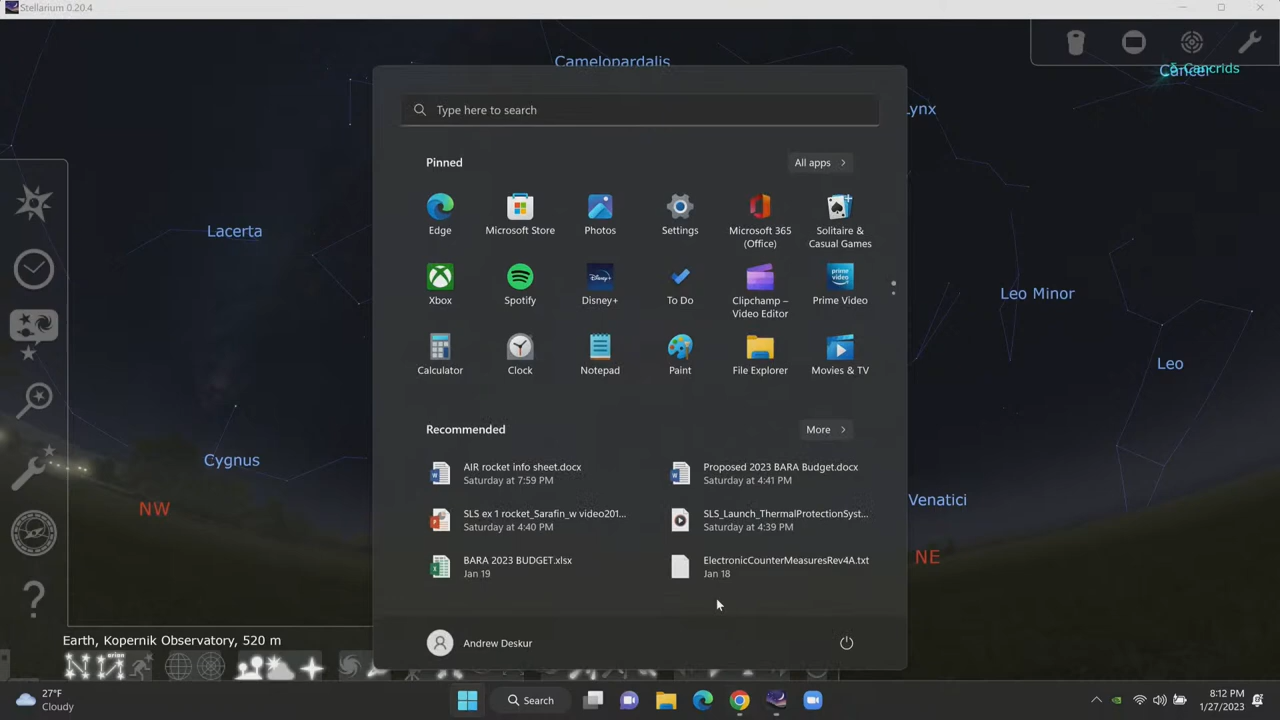 Stellarium 0.20.4
Camelopardalis
Cancer
δ-Cancrids
Lynx
Type here to search
Pinned
All apps
Edge
Microsoft Store
Photos
Settings
Microsoft 365
(Office)
Solitaire &
Casual Games
Lacerta
Xbox
Spotify
Disney+
To Do
Clipchamp –
Video Editor
prime
video
Prime Video
Leo Minor
Calculator
Clock
Notepad
Paint
File Explorer
Movies & TV
Leo
Recommended
More
Cygnus
AIR rocket info sheet.docx
Saturday at 7:59 PM
Proposed 2023 BARA Budget.docx
Saturday at 4:41 PM
NW
Venatici
SLS ex 1 rocket_Sarafin_w video201...
Saturday at 4:40 PM
SLS_Launch_ThermalProtectionSyst...
Saturday at 4:39 PM
NE
BARA 2023 BUDGET.xlsx
Jan 19
ElectronicCounterMeasuresRev4A.txt
Jan 18
Earth, Kopernik Observatory, 520 m
Andrew Deskur
27°F
Cloudy
Search
8:12 PM
1/27/2023